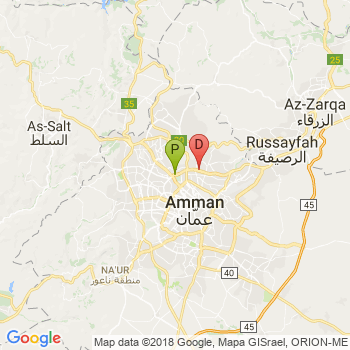 25
Az-Zarqa
الزرقاء
35
As-Salt
السلط
P
D
Russayfah
الرصيفة
Amman
عمان
45
NA'UR
منطقة ناعور
40
45
Google
Map data ©2018 Google, Mapa GISrael, ORION-ME